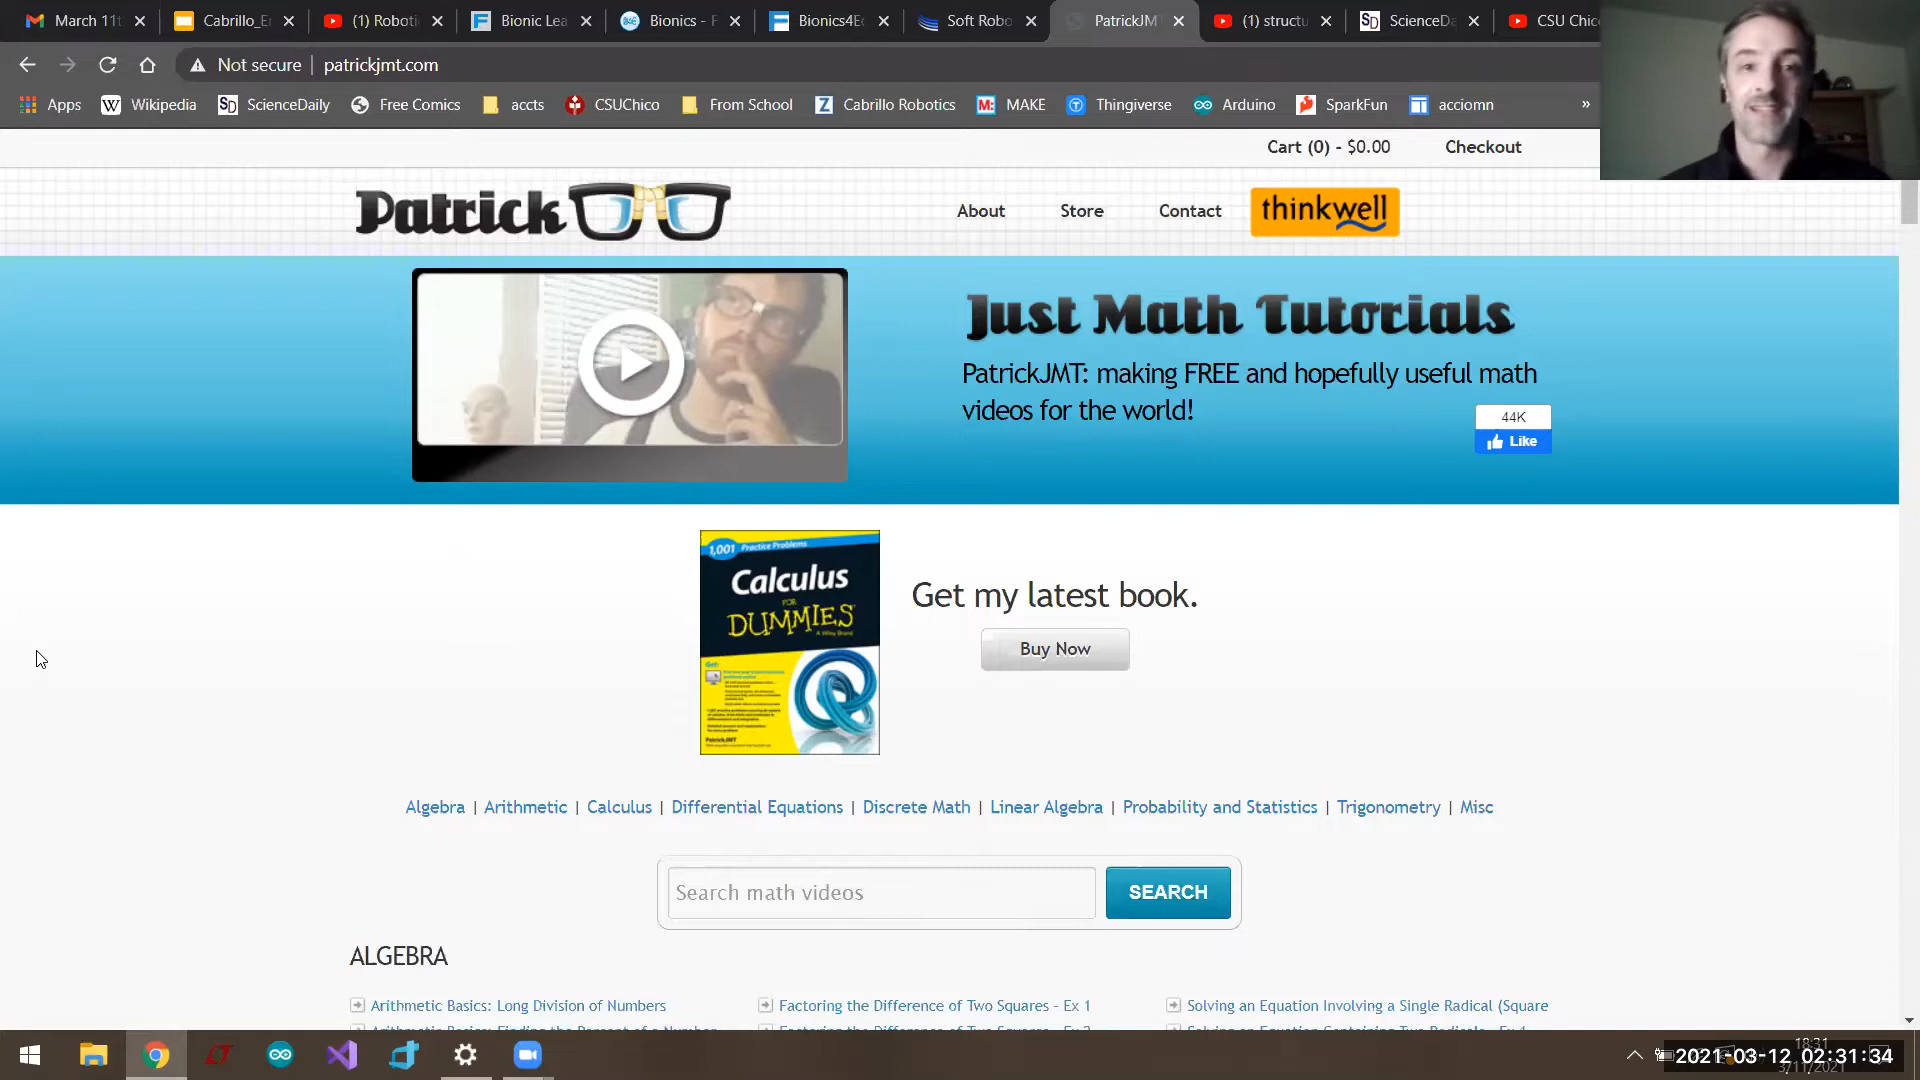 March 11t
Cabrillo_E
(1) Roboti
Bionic Lea
Bionics - F
Bionics4Ed
Soft Robo
PatrickJM
(1) structu
ScienceDa
CSU Chico
Not secure
patrickjmt.com
Apps
Wikipedia
ScienceDaily
Free Comics
accts
CSUChico
From School
Cabrillo Robotics
MAKE
Thingiverse
Arduino
SparkFun
acciomn
Cart (0) - $0.00
Checkout
Patrick
About
Store
Contact
thinkwell
Just Math Tutorials
PatrickJMT: making FREE and hopefully useful math
videos for the world!
44K
Like
1,001 Practice Problems
Calculus
FOR
DUMMIES
A Wiley Brand
PatrickJMT
Get my latest book.
Buy Now
Algebra | Arithmetic | Calculus | Differential Equations | Discrete Math | Linear Algebra | Probability and Statistics | Trigonometry | Misc
Search math videos
SEARCH
ALGEBRA
Arithmetic Basics: Long Division of Numbers
Factoring the Difference of Two Squares - Ex 1
Solving an Equation Involving a Single Radical (Square
18:31
2021-03-12 02:31:34
3/11/2021